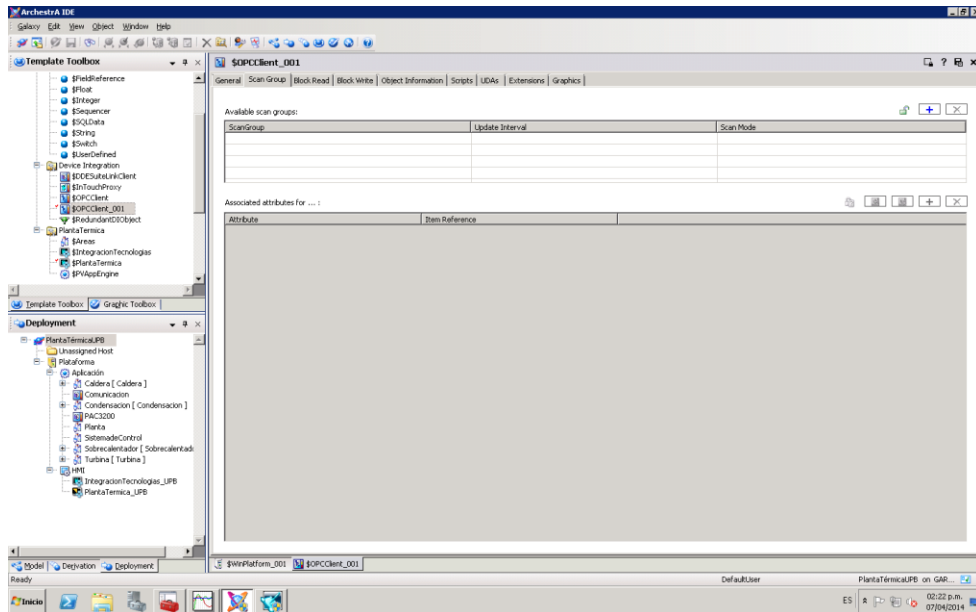 ArchestrA IDE
Galaxy Edit View Object Window Help
Template Toolbox
$FieldReference
$Float
$Integer
$Sequencer
$SQLData
$String
$Switch
$UserDefined
Device Integration
$DDESuiteLinkClient
$InTouchProxy
$OPCClient
$OPCClient_001
$RedundantDIObject
PlantaTermica
$Areas
$IntegracionTecnologias
$PlantaTermica
$PVAppEngine
Template Toolbox Graphic Toolbox
Deployment
PlantaTérmicaUPB
Unassigned Host
Plataforma
Aplicación
Caldera [ Caldera ]
Comunicacion
Condensacion [ Condensacion ]
PAC3200
Planta
SistemadeControl
Sobrecalentador [ Sobrecalentad
Turbina [ Turbina ]
HMI
IntegracionTecnologias_UPB
PlantaTermica_UPB
Model Derivation Deployment
$OPCClient_001
General Scan Group Block Read Block Write Object Information Scripts UDAs Extensions Graphics
Available scan groups:
ScanGroup Update Interval Scan Mode
Associated attributes for ... :
Attribute Item Reference
$WinPlatform_001 $OPCClient_001
Ready DefaultUser PlantaTérmicaUPB on GAR...
Inicio ES 02:22 p.m.
07/04/2014